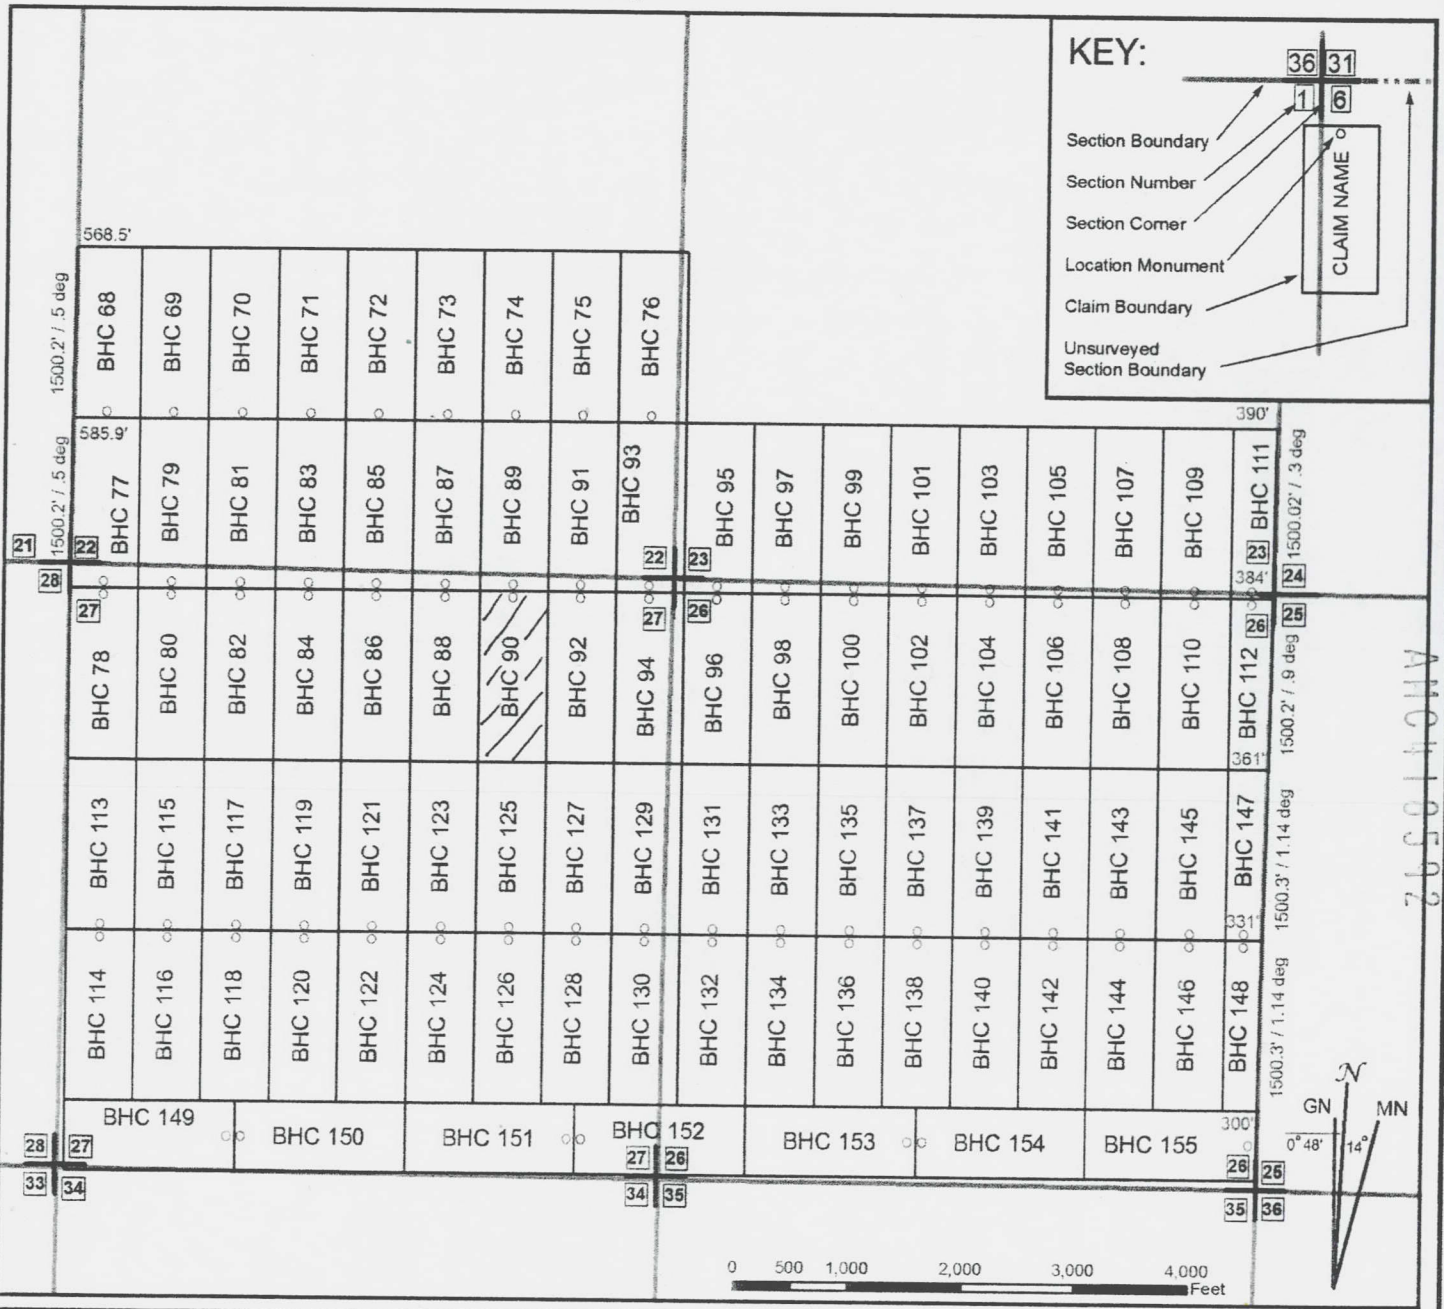 KEY:
36 31
1 6
Section Boundary
Section Number
Section Corner
Location Monument
Claim Boundary
Unsurveyed
Section Boundary
CLAIM NAME
568.5'
1500.2' / .5 deg
BHC 68
BHC 69
BHC 70
BHC 71
BHC 72
BHC 73
BHC 74
BHC 75
BHC 76
585.9'
390'
1500.2' / .5 deg
BHC 77
BHC 79
BHC 81
BHC 83
BHC 85
BHC 87
BHC 89
BHC 91
BHC 93
BHC 95
BHC 97
BHC 99
BHC 101
BHC 103
BHC 105
BHC 107
BHC 109
BHC 111
1500.02' / .3 deg
21 22
28 27
22 23
27 26
23 24
26 25
384'
BHC 78
BHC 80
BHC 82
BHC 84
BHC 86
BHC 88
BHC 90
BHC 92
BHC 94
BHC 96
BHC 98
BHC 100
BHC 102
BHC 104
BHC 106
BHC 108
BHC 110
BHC 112
1500.2' / .9 deg
361'
BHC 113
BHC 115
BHC 117
BHC 119
BHC 121
BHC 123
BHC 125
BHC 127
BHC 129
BHC 131
BHC 133
BHC 135
BHC 137
BHC 139
BHC 141
BHC 143
BHC 145
BHC 147
1500.3' / 1.14 deg
331'
BHC 114
BHC 116
BHC 118
BHC 120
BHC 122
BHC 124
BHC 126
BHC 128
BHC 130
BHC 132
BHC 134
BHC 136
BHC 138
BHC 140
BHC 142
BHC 144
BHC 146
BHC 148
1500.3' / 1.14 deg
BHC 149
BHC 150
BHC 151
BHC 152
BHC 153
BHC 154
BHC 155
300'
28 27
33 34
27 26
34 35
26 25
35 36
N
GN
MN
0°48'
14°
0 500 1,000 2,000 3,000 4,000
Feet